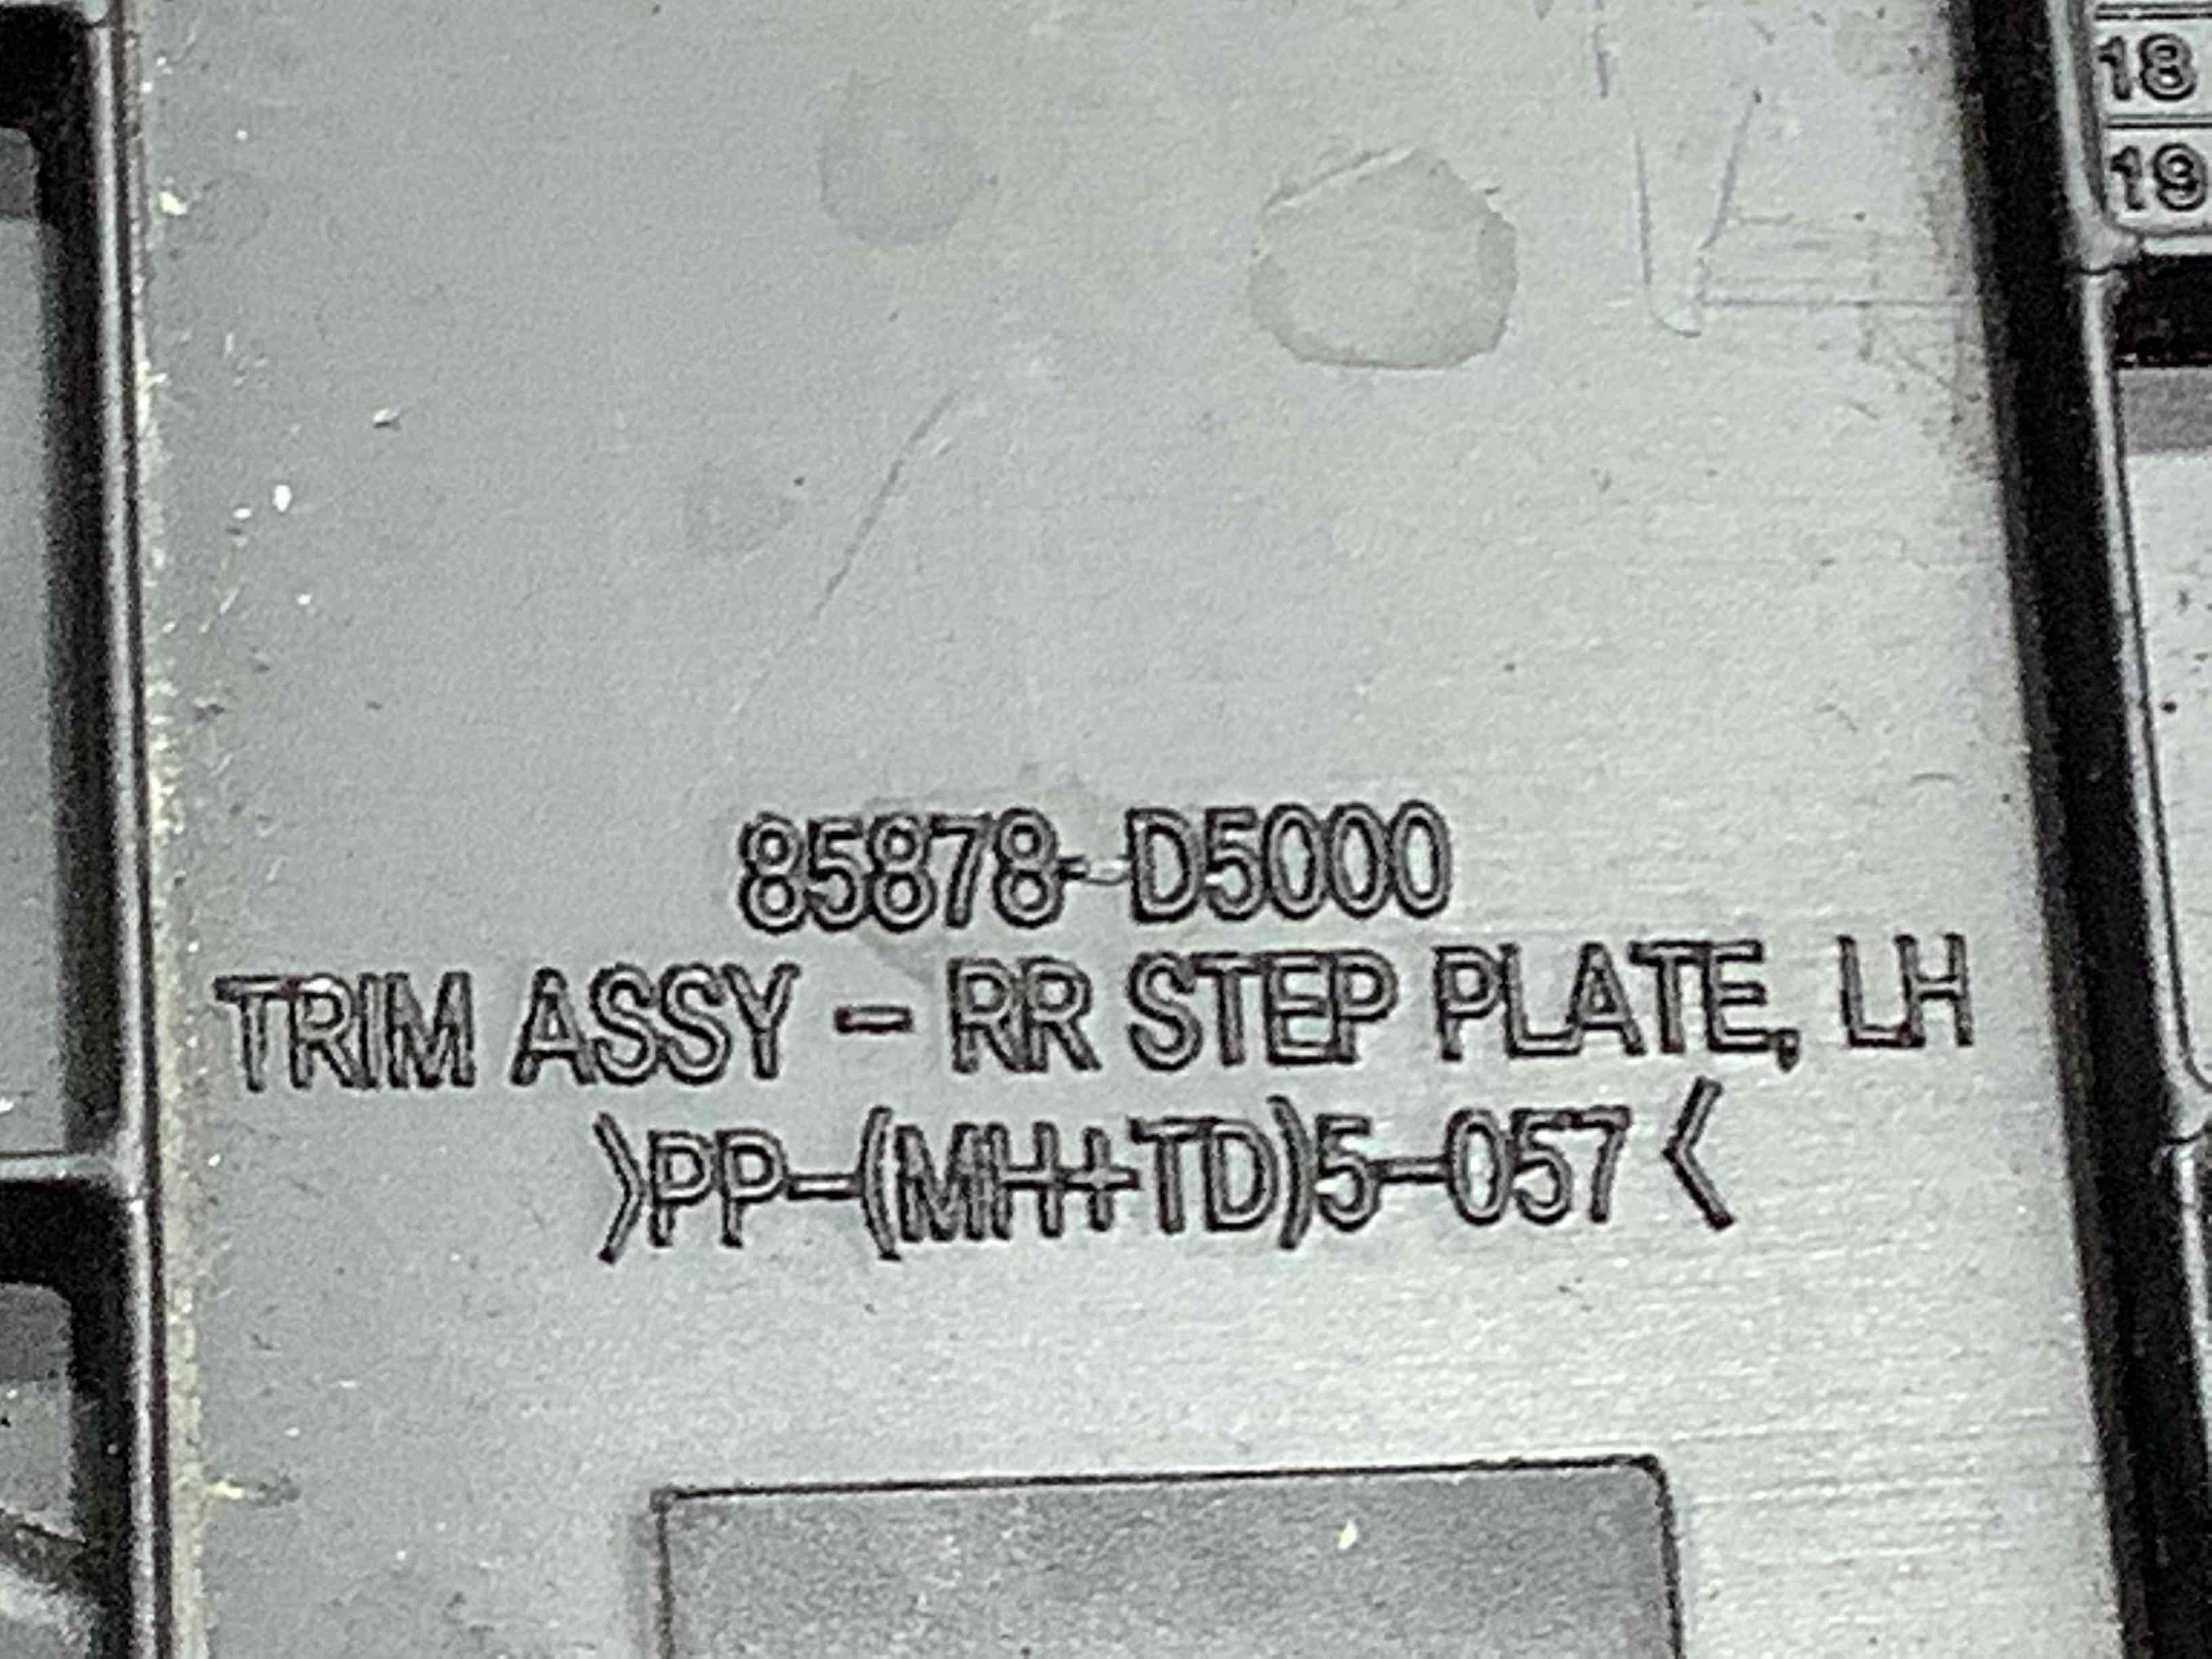 18
19
85878-D5000
TRIM ASSY - RR STEP PLATE, LH
>PP-(MH+TD)5-057<